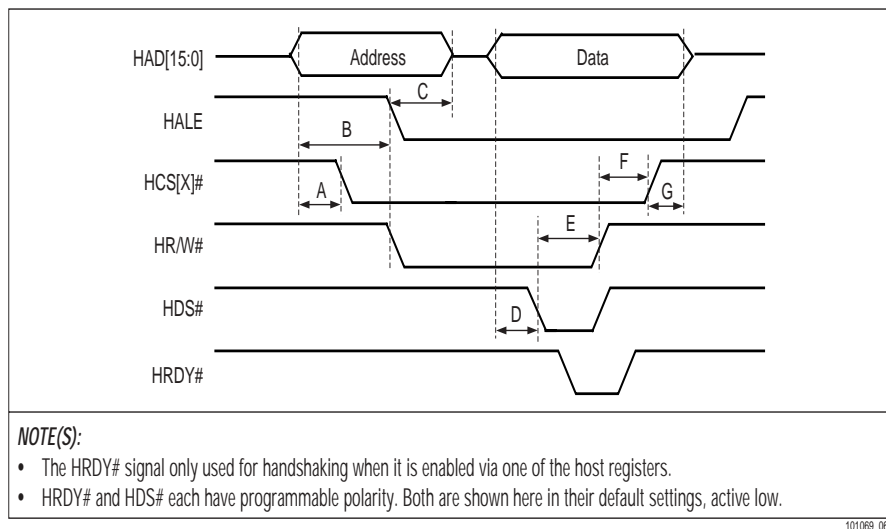 HAD[15:0]
Address
Data
C
HALE
B
F
HCS[X]#
A
G
E
HR/W#
HDS#
D
HRDY#
NOTE(S):
• The HRDY# signal only used for handshaking when it is enabled via one of the host registers.
• HRDY# and HDS# each have programmable polarity. Both are shown here in their default settings, active low.